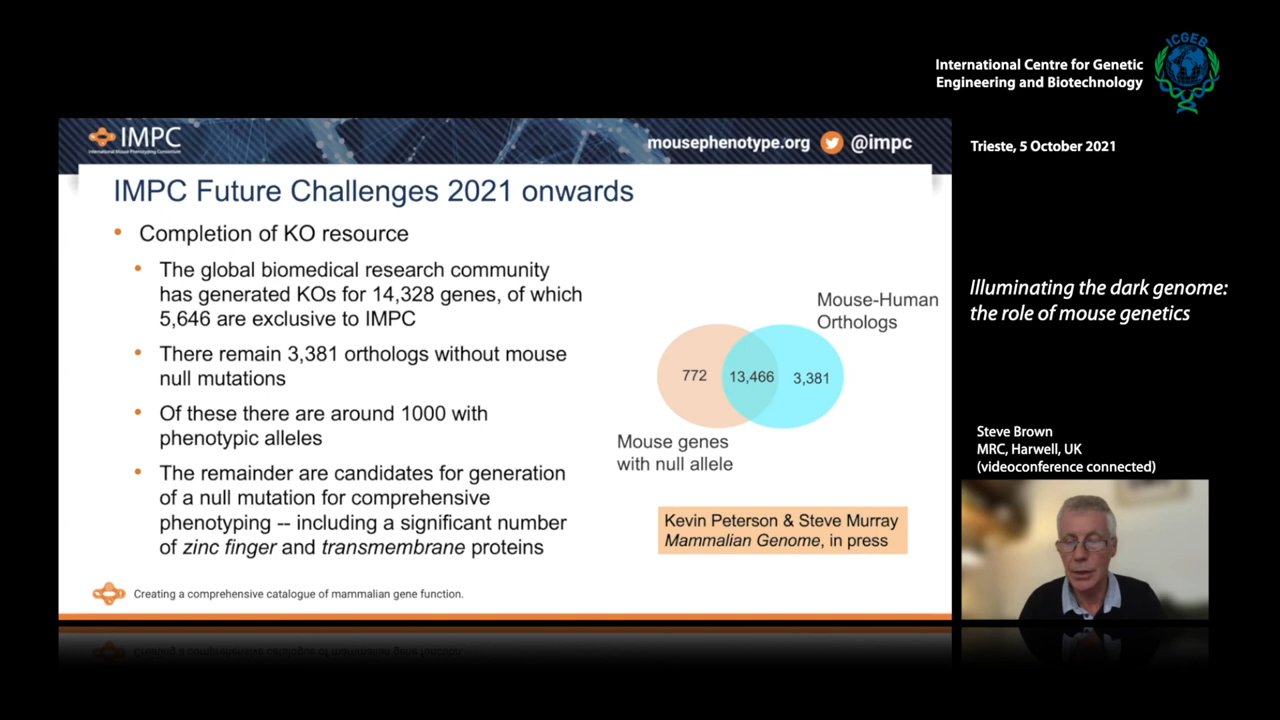 ICGEB
International Centre for Genetic
Engineering and Biotechnology
Trieste, 5 October 2021
IMPC
International Mouse Phenotyping Consortium
mousephenotype.org
@impc
IMPC Future Challenges 2021 onwards
• Completion of KO resource
• The global biomedical research community
has generated KOs for 14,328 genes, of which
5,646 are exclusive to IMPC
• There remain 3,381 orthologs without mouse
null mutations
• Of these there are around 1000 with
phenotypic alleles
• The remainder are candidates for generation
of a null mutation for comprehensive
phenotyping -- including a significant number
of zinc finger and transmembrane proteins
Mouse-Human
Orthologs
772
13,466
3,381
Mouse genes
with null allele
Kevin Peterson & Steve Murray
Mammalian Genome, in press
Creating a comprehensive catalogue of mammalian gene function.
Illuminating the dark genome:
the role of mouse genetics
Steve Brown
MRC, Harwell, UK
(videoconference connected)